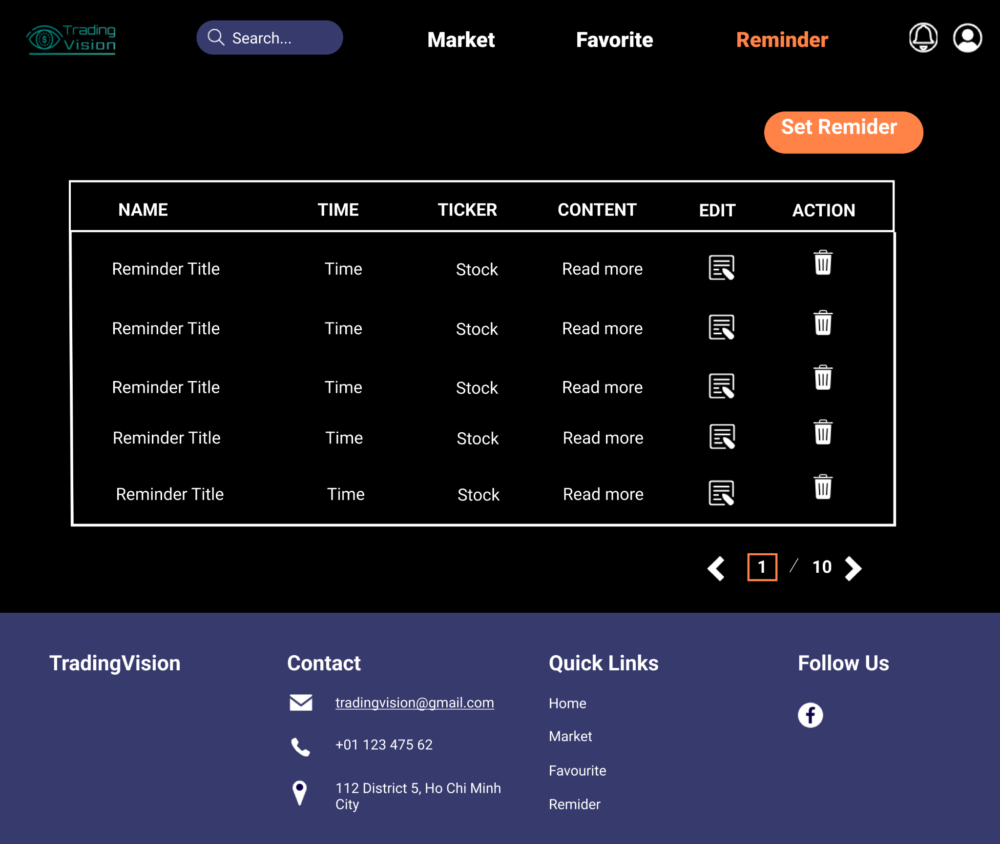 Trading
Vision
Search...
Market
Favorite
Reminder
Set Remider
NAME TIME TICKER CONTENT EDIT ACTION
Reminder Title Time Stock Read more
Reminder Title Time Stock Read more
Reminder Title Time Stock Read more
Reminder Title Time Stock Read more
Reminder Title Time Stock Read more
1 / 10
TradingVision
Contact
tradingvision@gmail.com
+01 123 475 62
112 District 5, Ho Chi Minh
City
Quick Links
Home
Market
Favourite
Remider
Follow Us